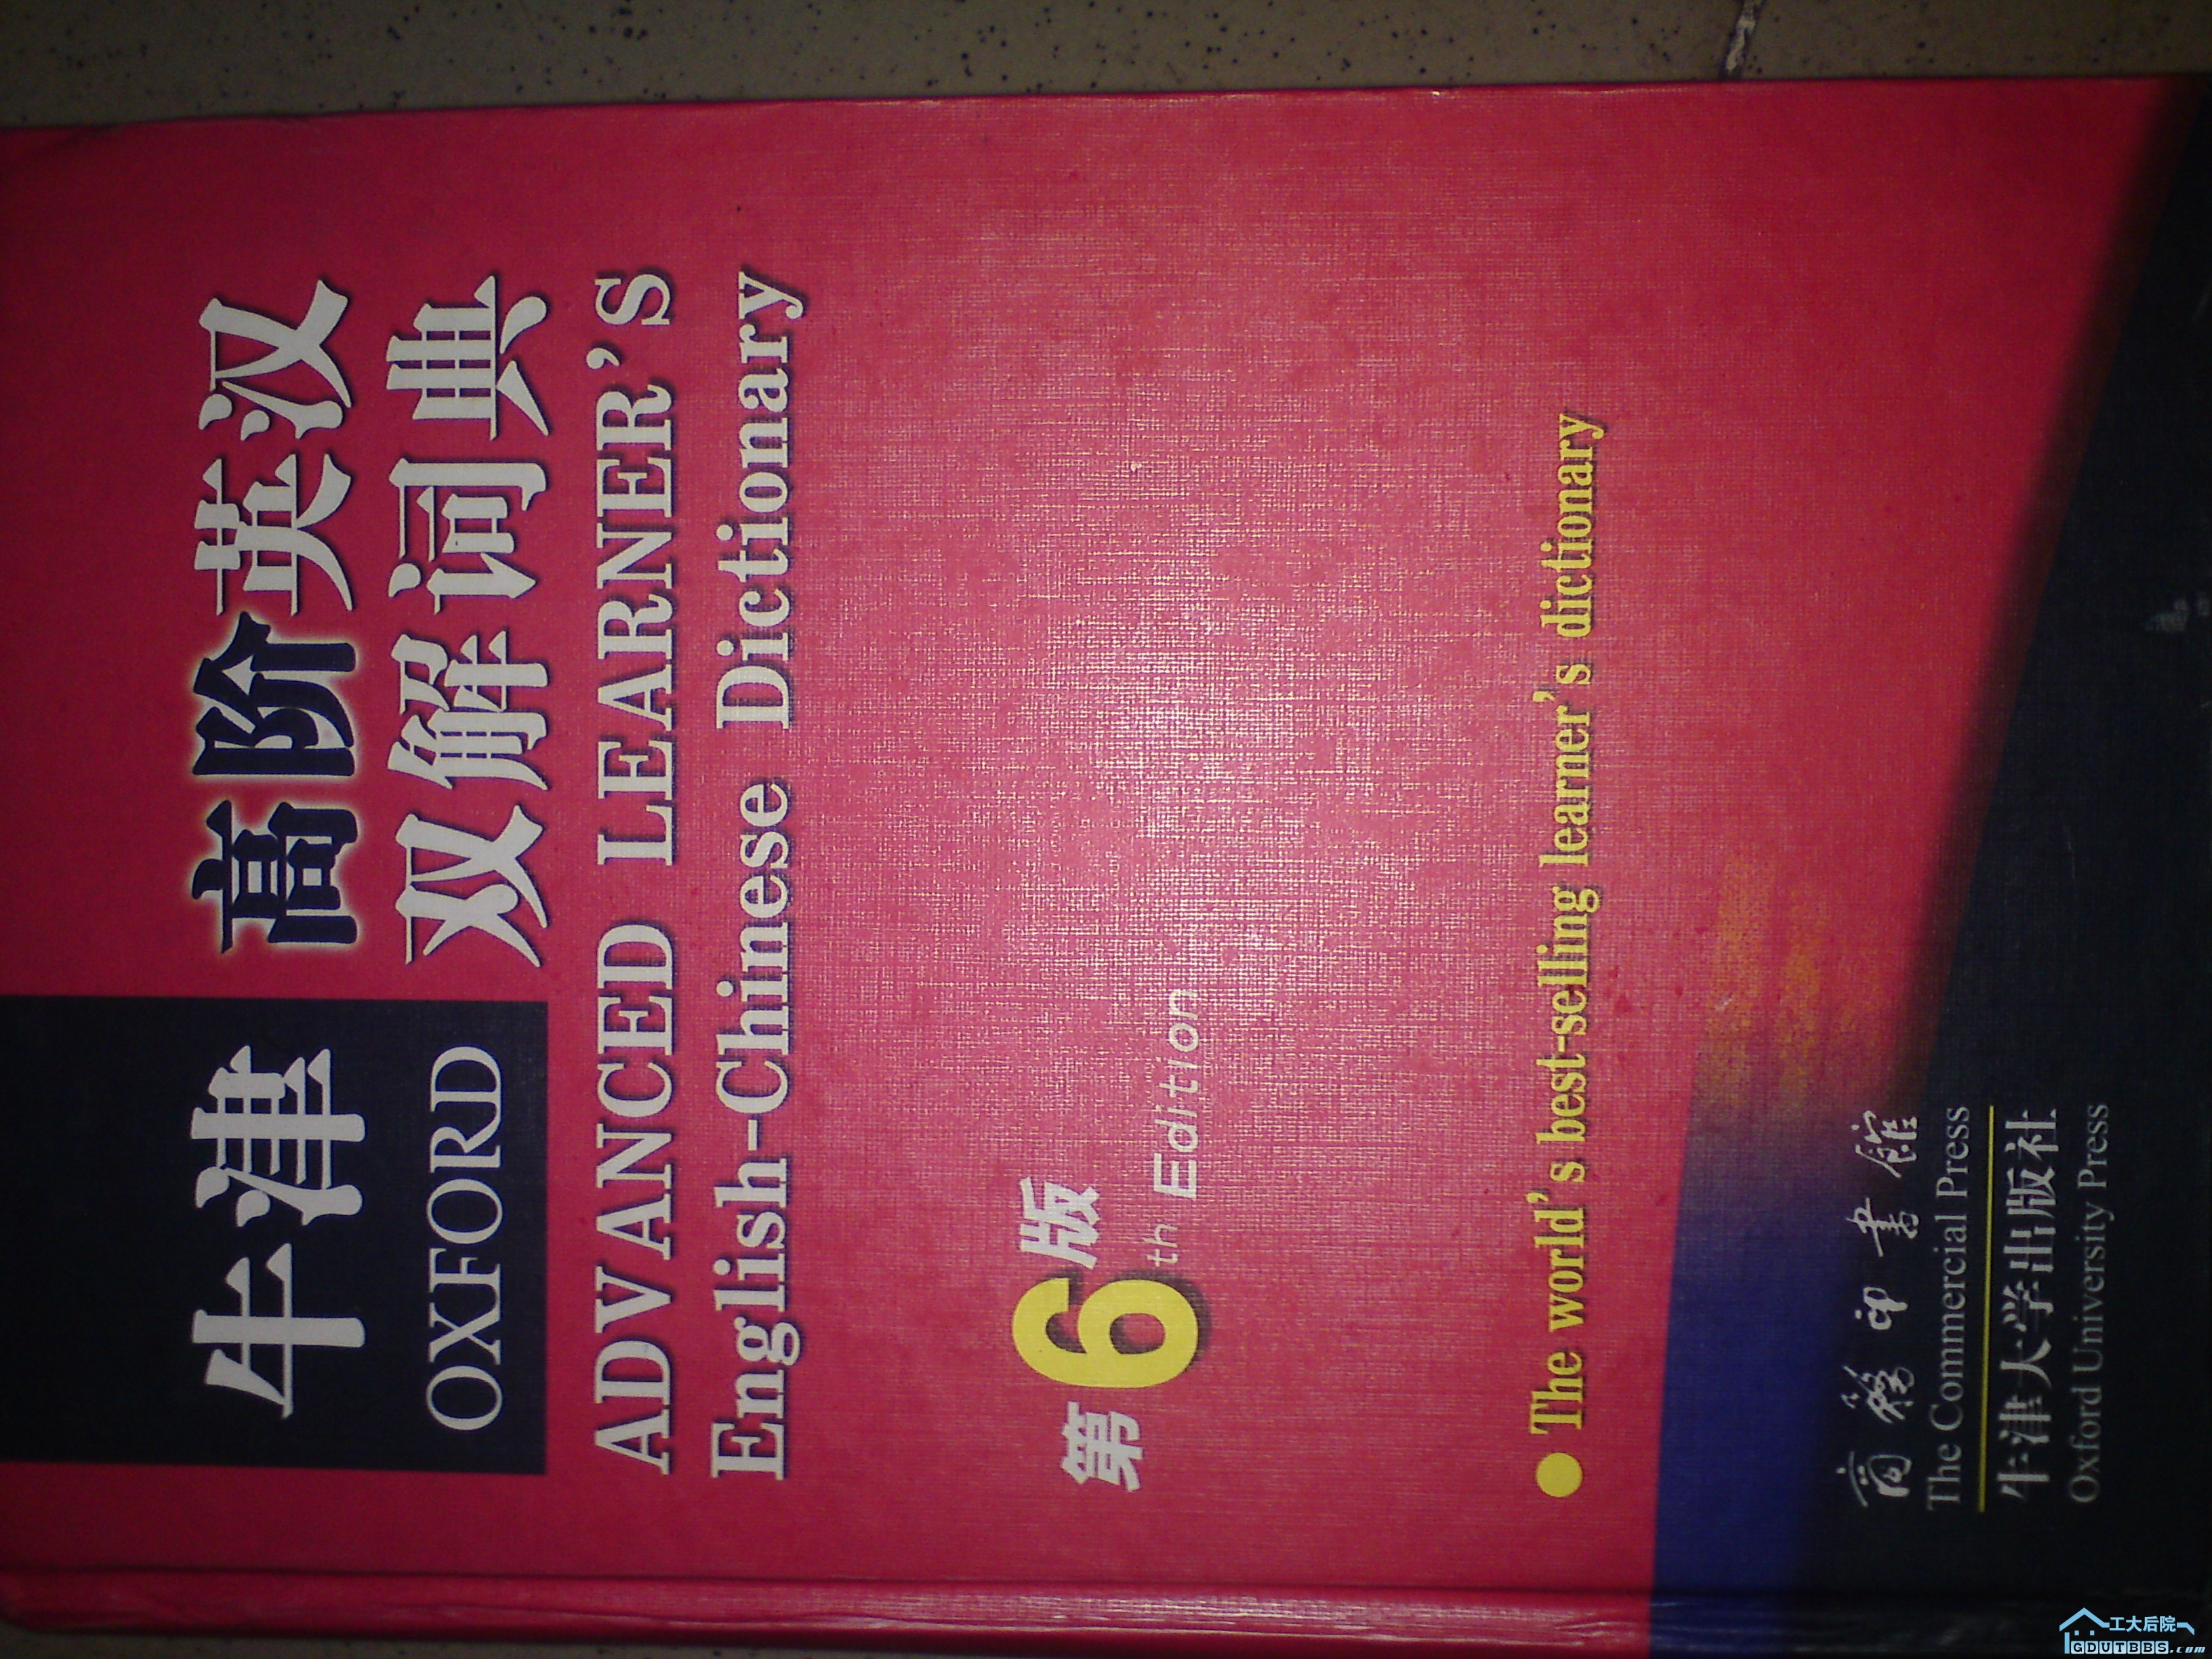 牛津 高阶英汉
OXFORD 双解词典
ADVANCED LEARNER'S
English-Chinese Dictionary
第6版
th Edition
The world's best-selling learner's dictionary
商務印書館
The Commercial Press
牛津大学出版社
Oxford University Press
工大后院
GDUTBBS.com